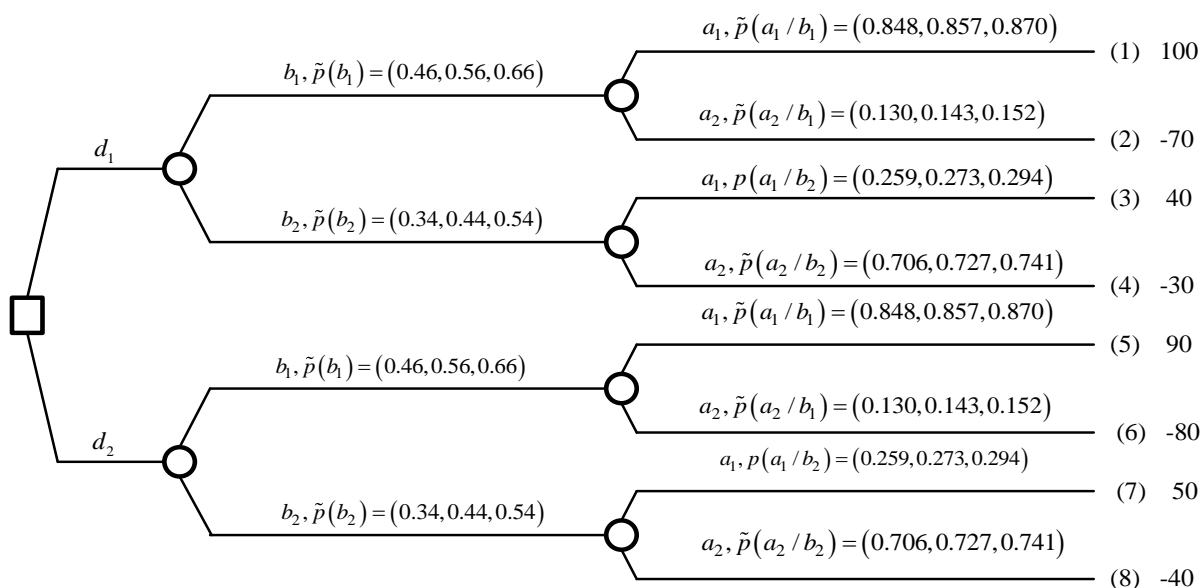 a₁, p̃(a₁ / b₁) = (0.848, 0.857, 0.870)
(1) 100
b₁, p̃(b₁) = (0.46, 0.56, 0.66)
a₂, p̃(a₂ / b₁) = (0.130, 0.143, 0.152)
(2) -70
d₁
a₁, p(a₁ / b₂) = (0.259, 0.273, 0.294)
(3) 40
b₂, p̃(b₂) = (0.34, 0.44, 0.54)
a₂, p̃(a₂ / b₂) = (0.706, 0.727, 0.741)
(4) -30
a₁, p̃(a₁ / b₁) = (0.848, 0.857, 0.870)
(5) 90
b₁, p̃(b₁) = (0.46, 0.56, 0.66)
a₂, p̃(a₂ / b₁) = (0.130, 0.143, 0.152)
(6) -80
d₂
a₁, p(a₁ / b₂) = (0.259, 0.273, 0.294)
(7) 50
b₂, p̃(b₂) = (0.34, 0.44, 0.54)
a₂, p̃(a₂ / b₂) = (0.706, 0.727, 0.741)
(8) -40